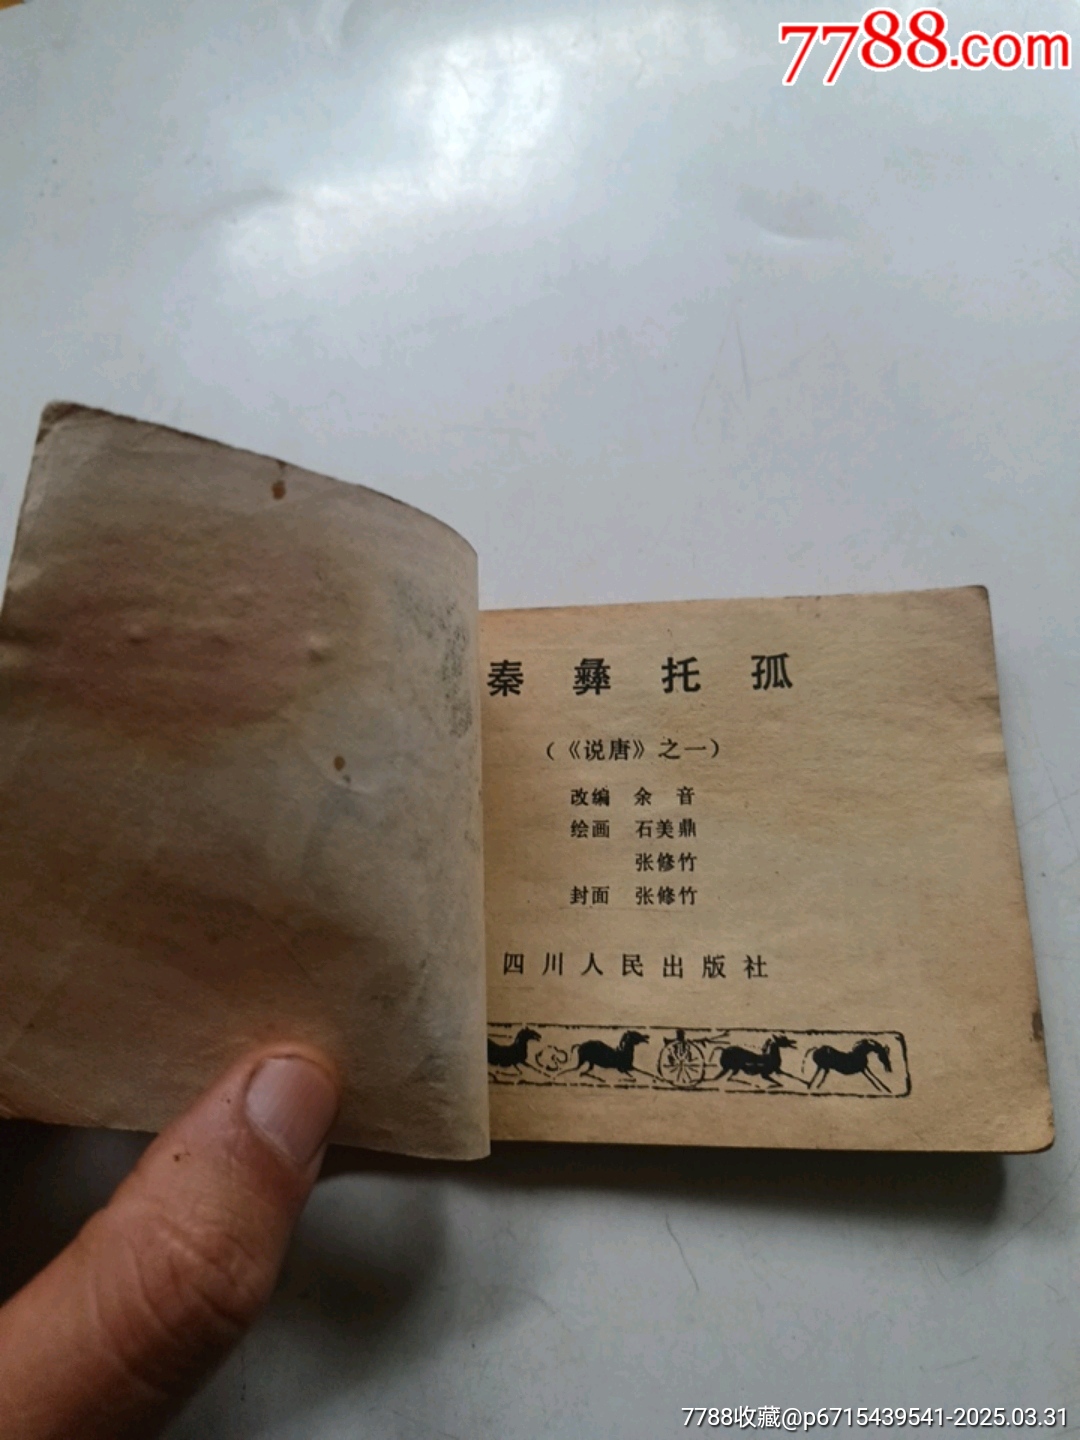 7788.com
秦彝托孤
（《说唐》之一）
改编 余音
绘画 石美鼎
张修竹
封面 张修竹
四川人民出版社
7788收藏@p6715439541-2025.03.31